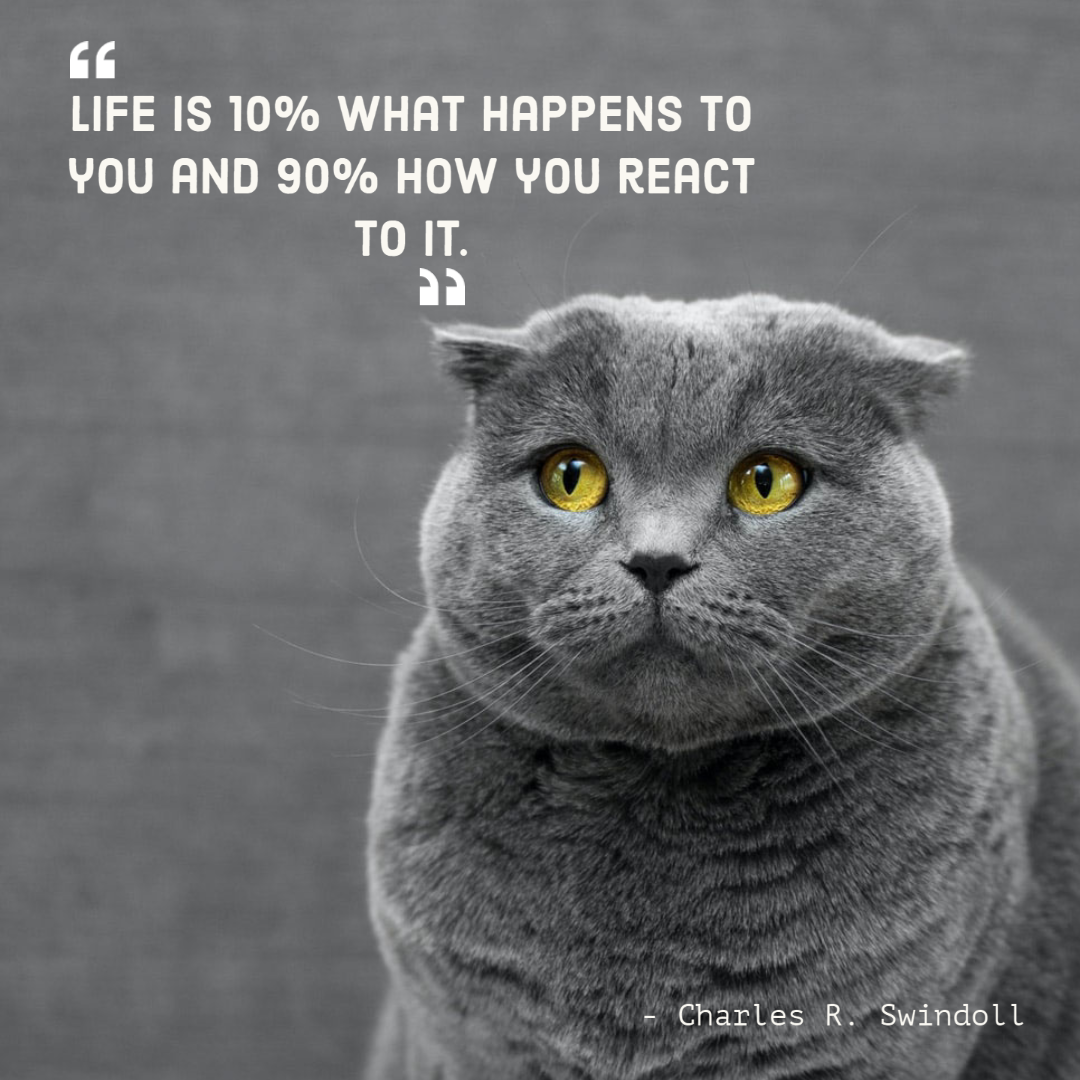 “
LIFE IS 10% WHAT HAPPENS TO
YOU AND 90% HOW YOU REACT
TO IT.
”
- Charles R. Swindoll